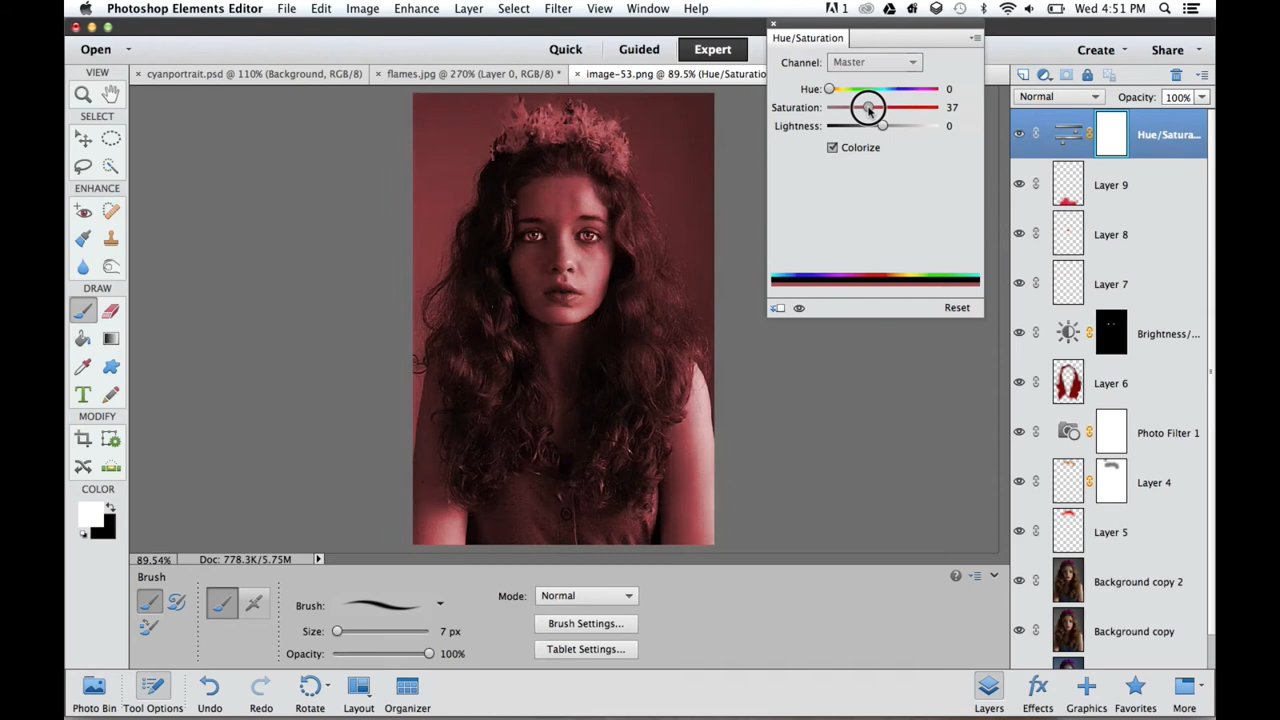 Photoshop Elements Editor File Edit Image Enhance Layer Select Filter View Window Help 1 Wed 4:51 PM
Open Quick Guided Expert Create Share
VIEW
× cyanportrait.psd @ 110% (Background, RGB/8) × flames.jpg @ 270% (Layer 0, RGB/8) * × image-53.png @ 89.5% (Hue/Saturatio
Hue/Saturation
Channel: Master
Hue: 0
Saturation: 37
Lightness: 0
Colorize
Reset
Normal Opacity: 100%
Hue/Satura...
Layer 9
Layer 8
Layer 7
Brightness/...
Layer 6
Photo Filter 1
Layer 4
Layer 5
Background copy 2
Background copy
SELECT
ENHANCE
DRAW
T
MODIFY
COLOR
89.54% Doc: 778.3K/5.75M
Brush
Brush:
Size: 7 px
Opacity: 100%
Mode: Normal
Brush Settings...
Tablet Settings...
Photo Bin Tool Options Undo Redo Rotate Layout Organizer
fx
Layers Effects Graphics Favorites More